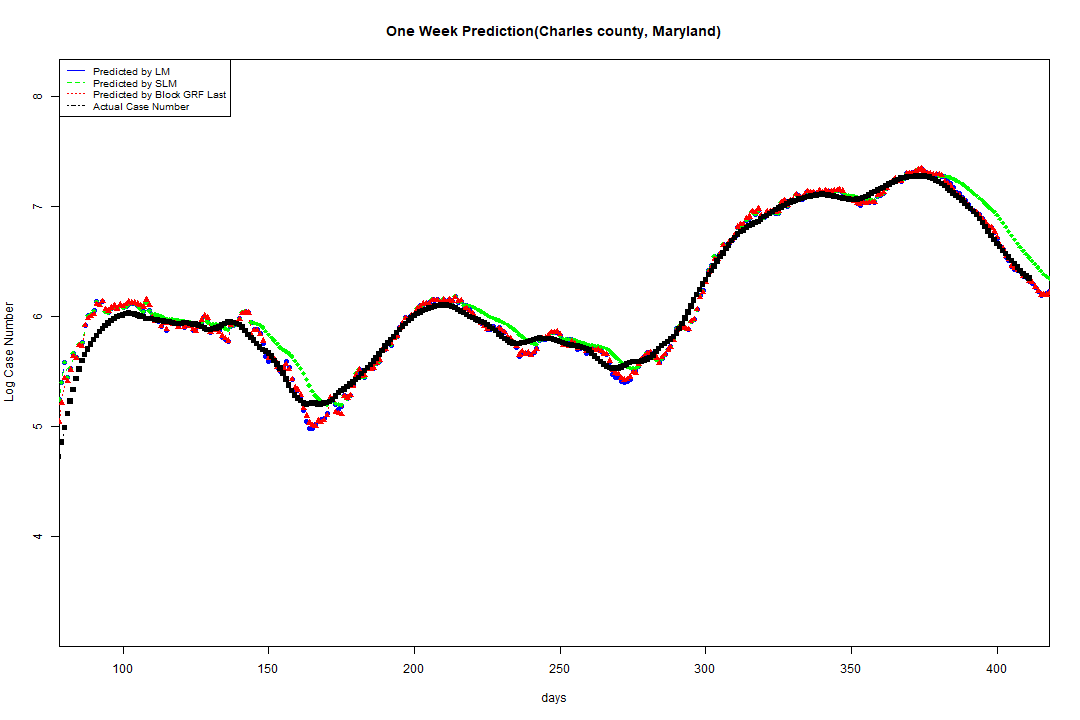 One Week Prediction(Charles county, Maryland)
Predicted by LM
Predicted by SLM
Predicted by Block GRF Last
Actual Case Number
8
7
6
5
4
Log Case Number
100 150 200 250 300 350 400
days